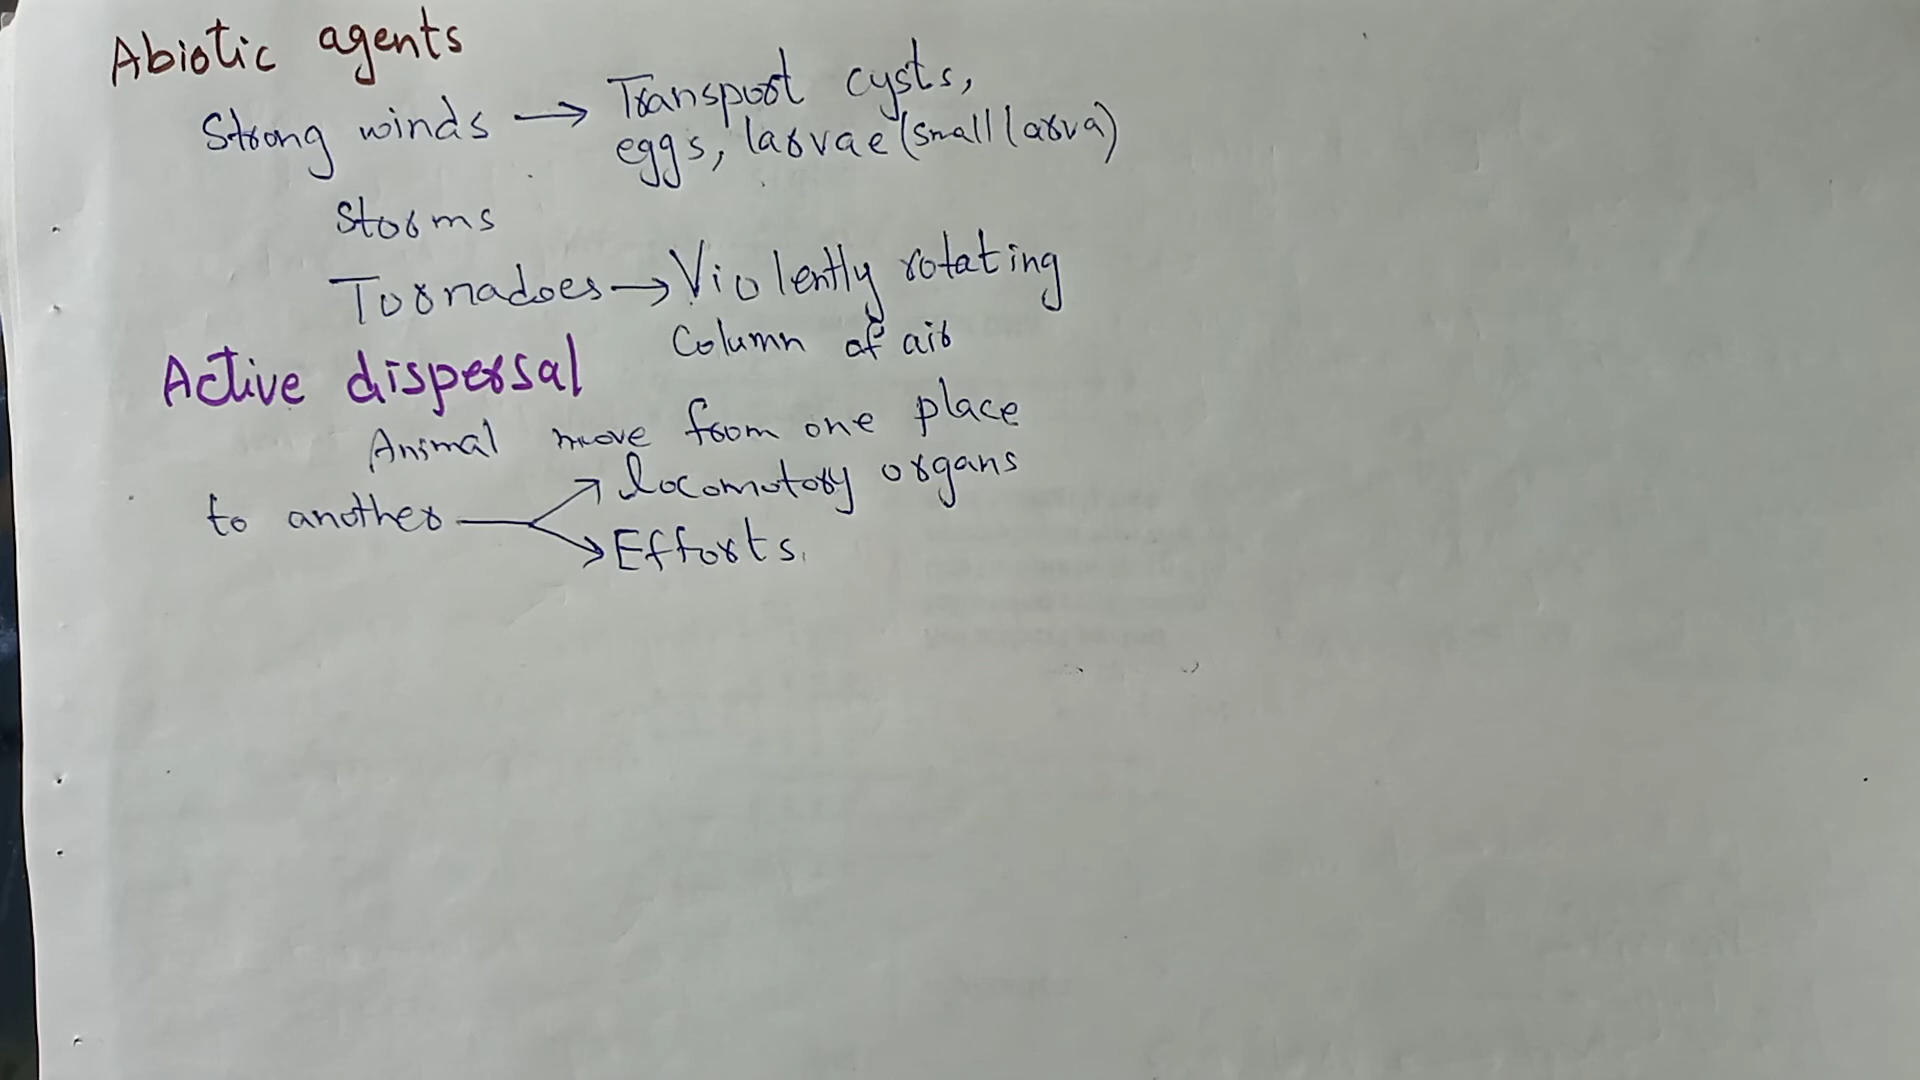 Abiotic agents
Strong winds → Transport cysts,
eggs, larvae (small larva)
Storms
Tornadoes → Violently rotating
Column of air
Active dispersal
Animal move from one place
to another → locomotory organs
→ Efforts.